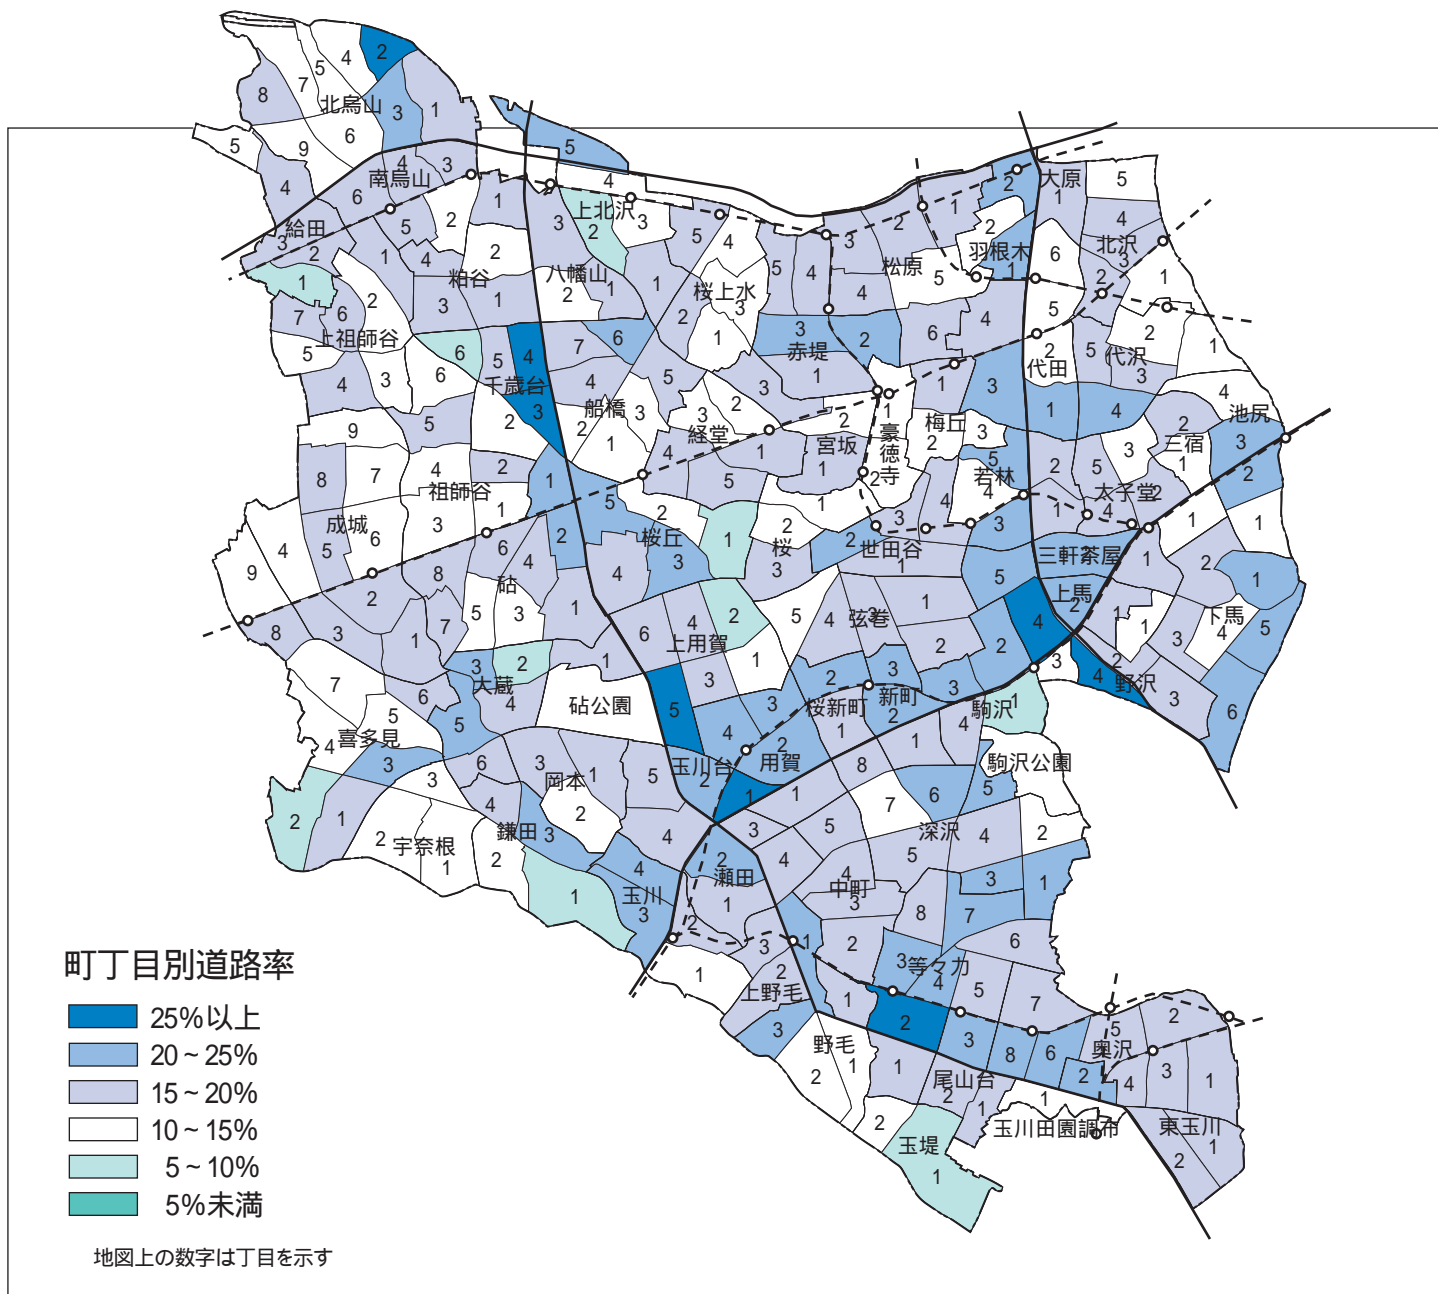 北烏山
南烏山
給田
上北沢
大原
北沢
羽根木
松原
粕谷
八幡山
桜上水
上祖師谷
赤堤
代田
代沢
千歳台
船橋
経堂
宮坂
豪徳寺
梅丘
池尻
三宿
若林
太子堂
祖師谷
成城
桜丘
桜
世田谷
三軒茶屋
砧
上馬
弦巻
下馬
上用賀
大蔵
砧公園
桜新町
新町
駒沢
野沢
喜多見
玉川台
用賀
駒沢公園
岡本
宇奈根
鎌田
深沢
瀬田
中町
玉川
等々力
上野毛
野毛
奥沢
尾山台
玉川田園調布
東玉川
玉堤
町丁目別道路率
25%以上
20~25%
15~20%
10~15%
5~10%
5%未満
地図上の数字は丁目を示す